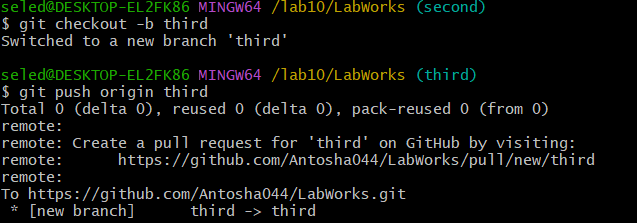 seled@DESKTOP-EL2FK86 MINGW64 /lab10/LabWorks (second)
$ git checkout -b third
Switched to a new branch 'third'
seled@DESKTOP-EL2FK86 MINGW64 /lab10/LabWorks (third)
$ git push origin third
Total 0 (delta 0), reused 0 (delta 0), pack-reused 0 (from 0)
remote:
remote: Create a pull request for 'third' on GitHub by visiting:
remote:      https://github.com/Antosha044/LabWorks/pull/new/third
remote:
To https://github.com/Antosha044/LabWorks.git
 * [new branch]      third -> third